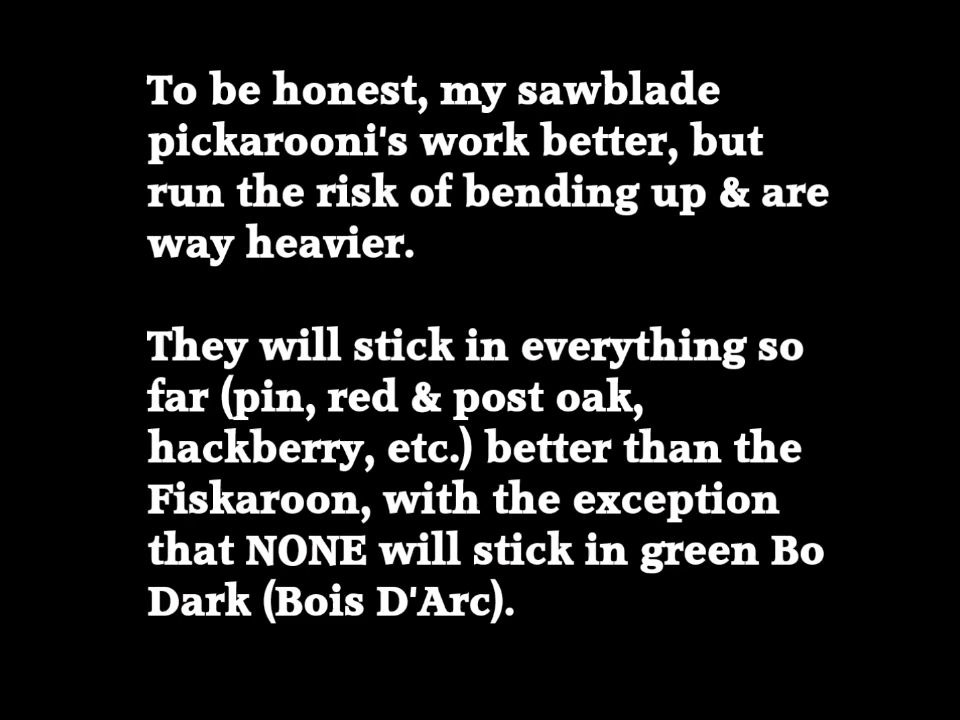 To be honest, my sawblade
pickarooni's work better, but
run the risk of bending up & are
way heavier.
They will stick in everything so
far (pin, red & post oak,
hackberry, etc.) better than the
Fiskaroon, with the exception
that NONE will stick in green Bo
Dark (Bois D'Arc).